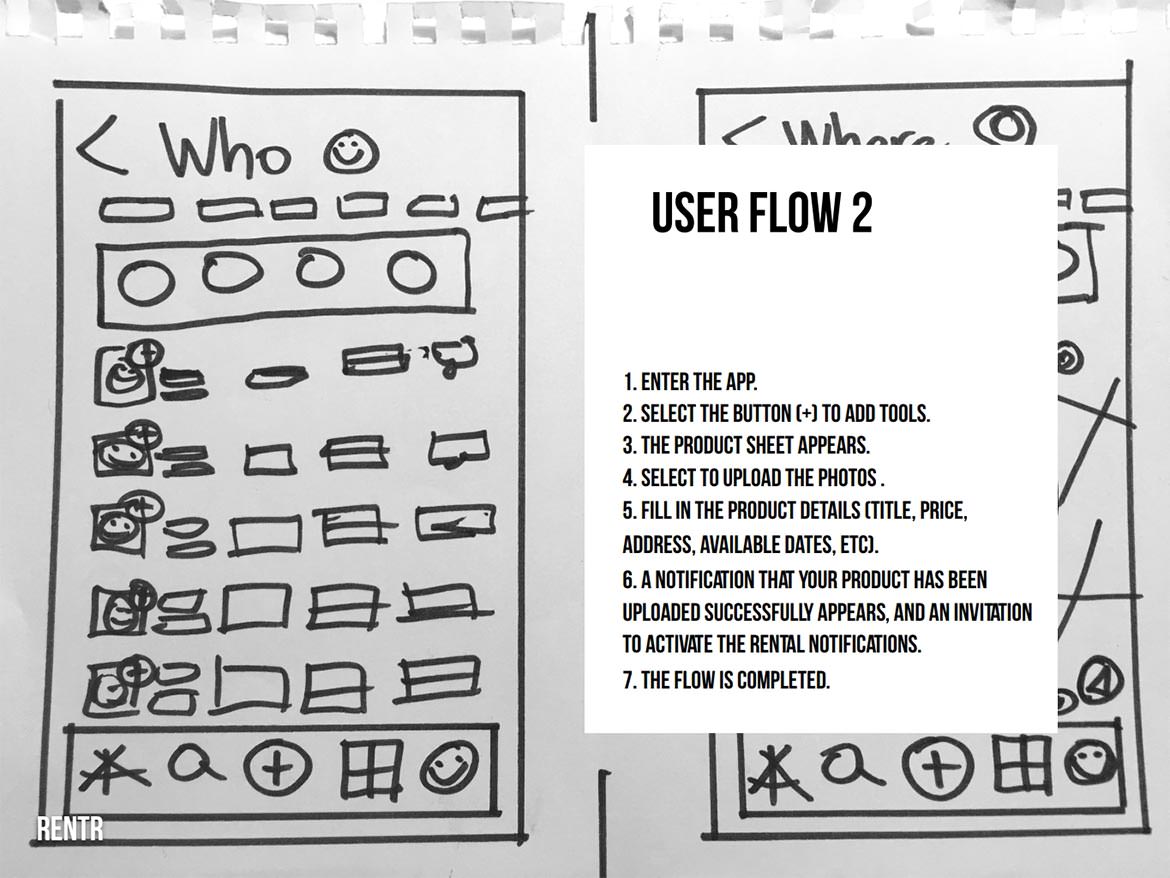 < Who
< Where
USER FLOW 2
1. ENTER THE APP.
2. SELECT THE BUTTON (+) TO ADD TOOLS.
3. THE PRODUCT SHEET APPEARS.
4. SELECT TO UPLOAD THE PHOTOS .
5. FILL IN THE PRODUCT DETAILS (TITLE, PRICE,
ADDRESS, AVAILABLE DATES, ETC).
6. A NOTIFICATION THAT YOUR PRODUCT HAS BEEN
UPLOADED SUCCESSFULLY APPEARS, AND AN INVITATION
TO ACTIVATE THE RENTAL NOTIFICATIONS.
7. THE FLOW IS COMPLETED.
RENTR